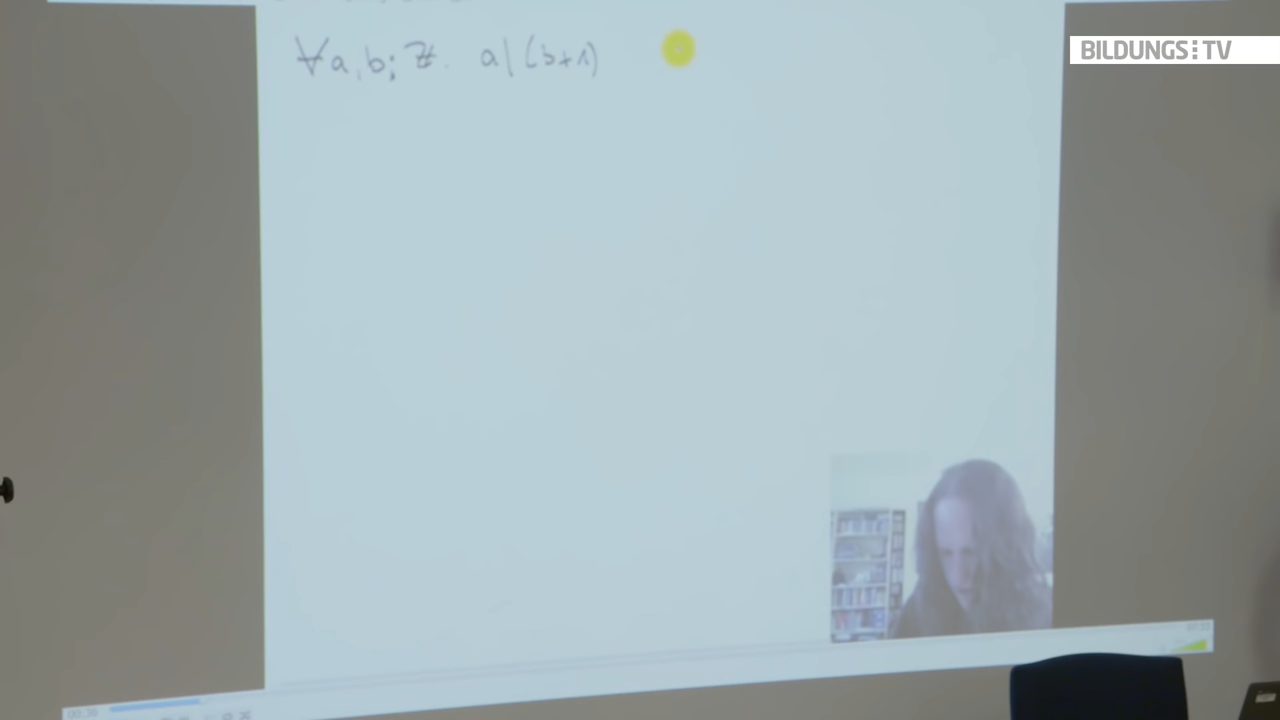 BILDUNGS TV
∀a,b:ℤ. a|(b+1)